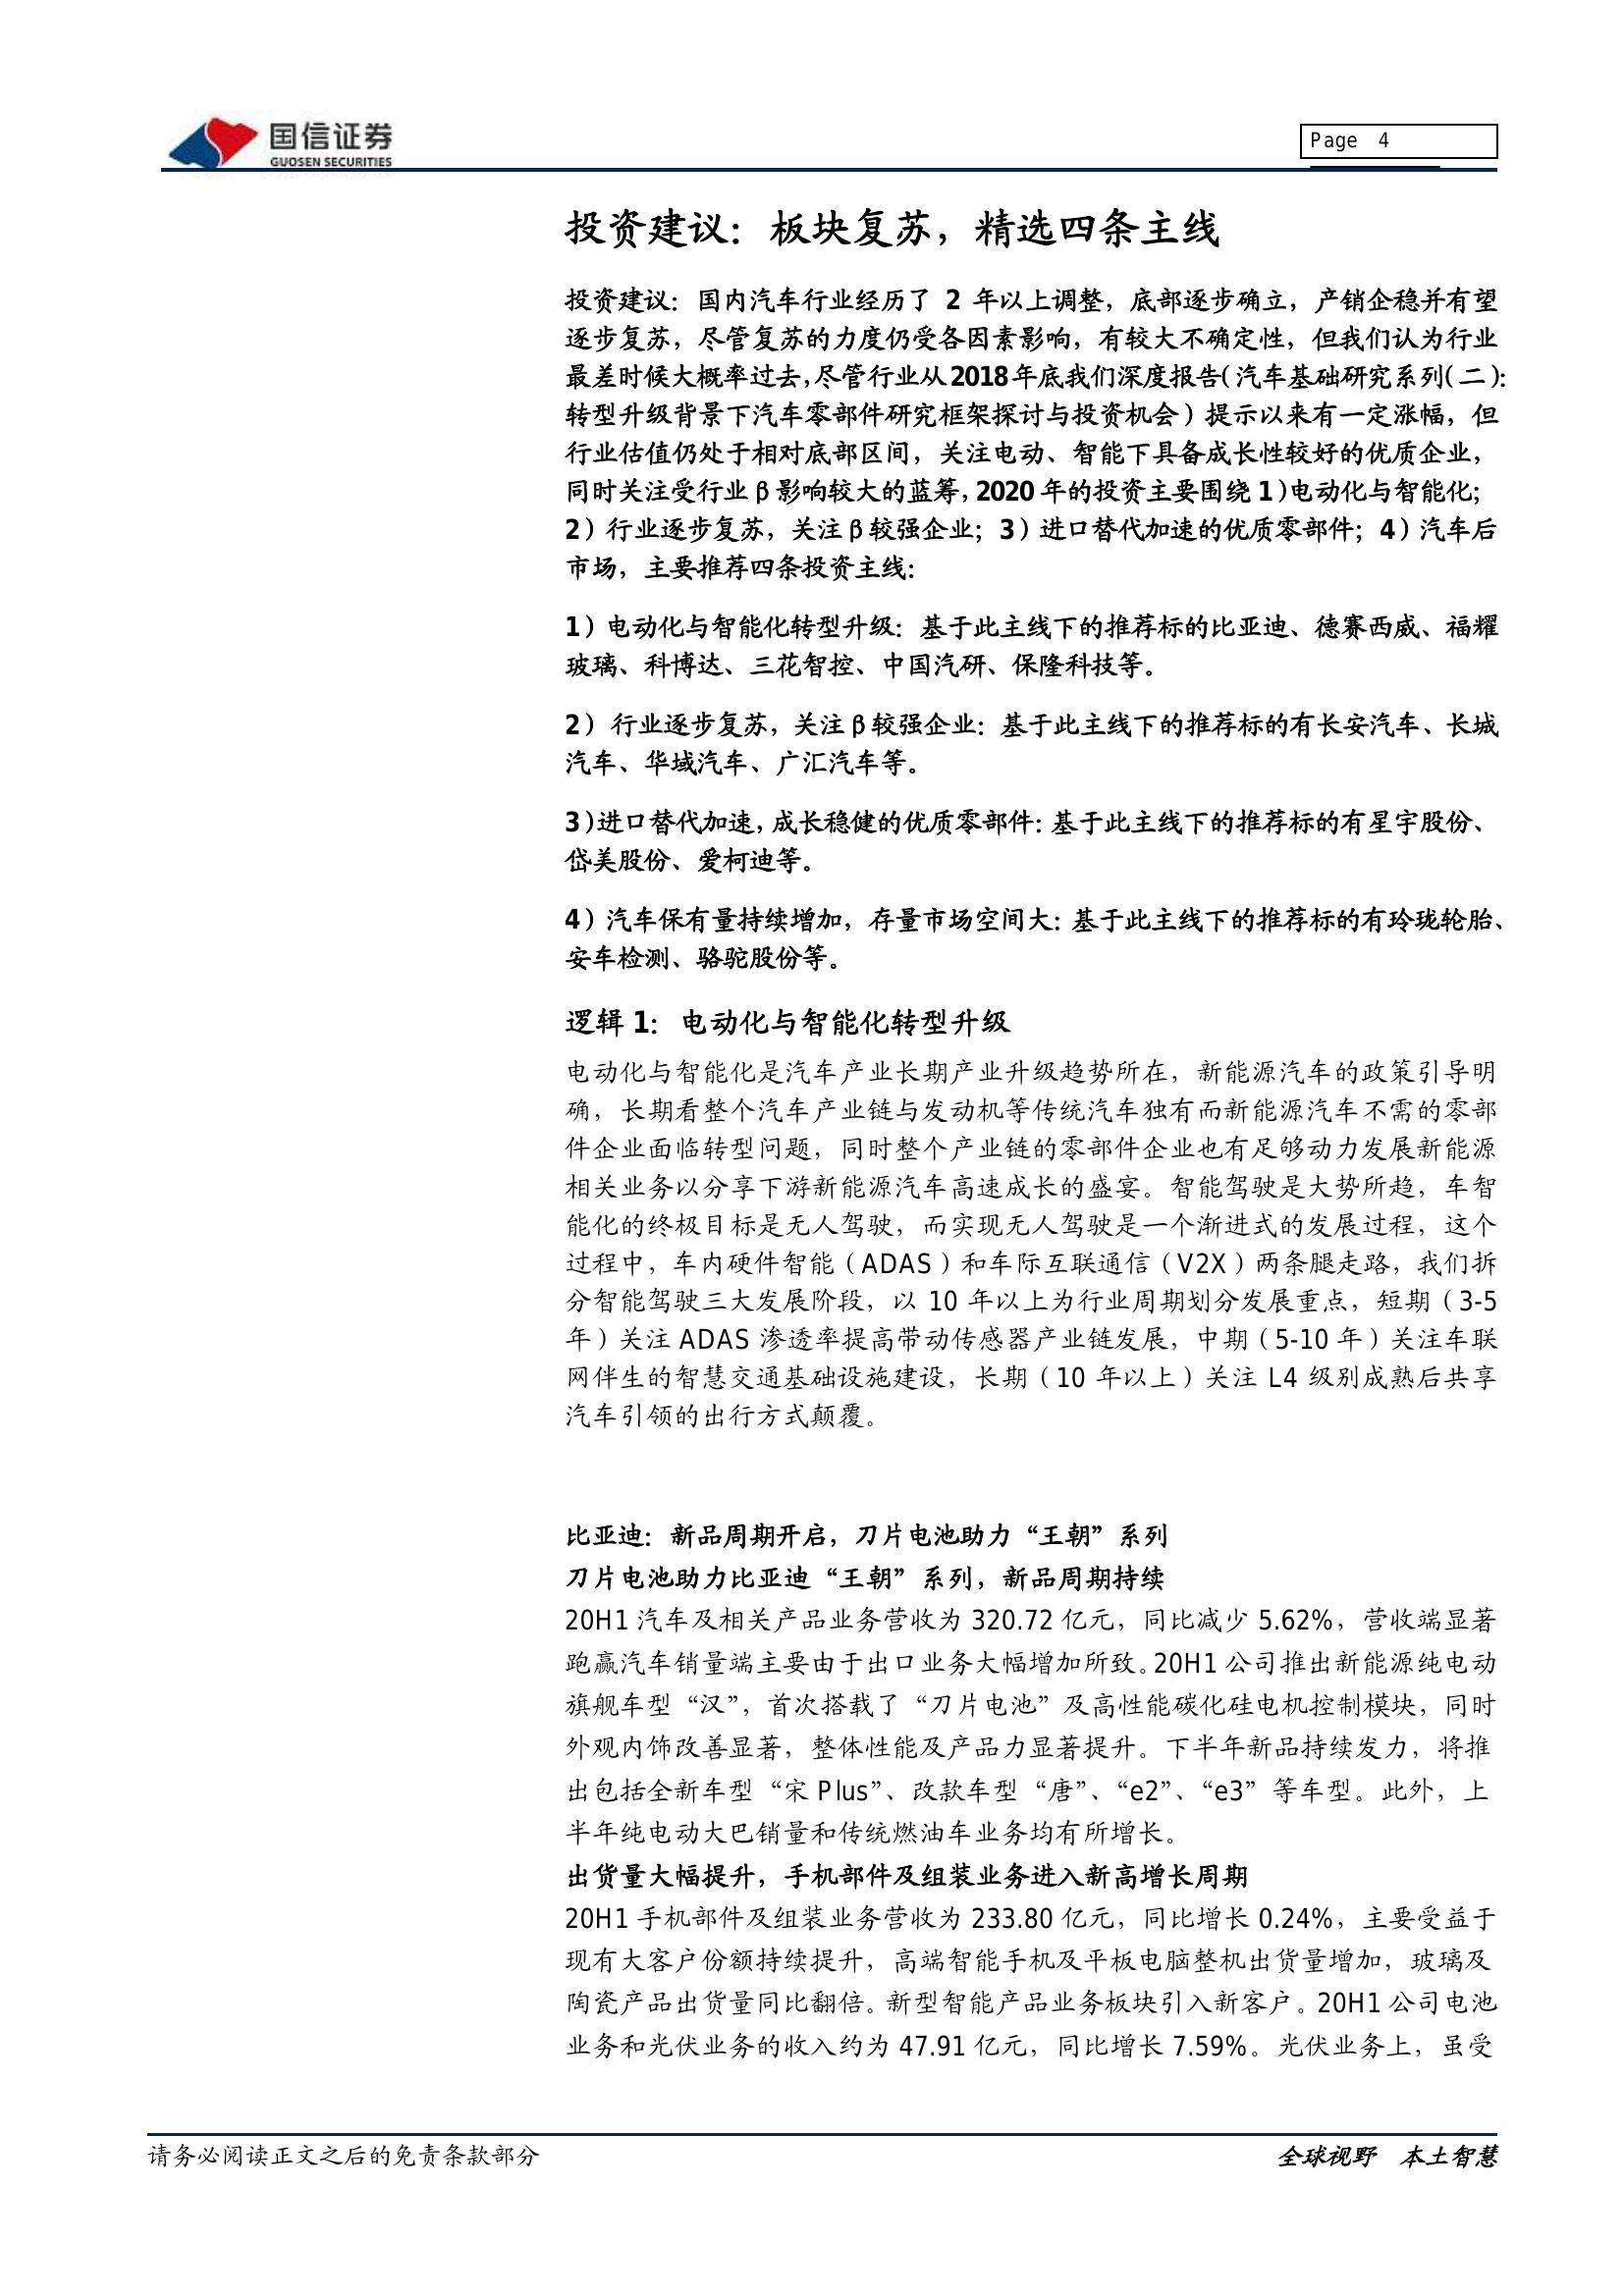 国信证券
GUOSEN SECURITIES
Page 4
投资建议：板块复苏，精选四条主线
投资建议：国内汽车行业经历了 2 年以上调整，底部逐步确立，产销企稳并有望
逐步复苏，尽管复苏的力度仍受各因素影响，有较大不确定性，但我们认为行业
最差时候大概率过去，尽管行业从 2018 年底我们深度报告（汽车基础研究系列（二）：
转型升级背景下汽车零部件研究框架探讨与投资机会）提示以来有一定涨幅，但
行业估值仍处于相对底部区间，关注电动、智能下具备成长性较好的优质企业，
同时关注受行业β影响较大的蓝筹，2020 年的投资主要围绕 1）电动化与智能化；
2）行业逐步复苏，关注β较强企业；3）进口替代加速的优质零部件；4）汽车后
市场，主要推荐四条投资主线：
1）电动化与智能化转型升级：基于此主线下的推荐标的比亚迪、德赛西威、福耀
玻璃、科博达、三花智控、中国汽研、保隆科技等。
2） 行业逐步复苏，关注β较强企业：基于此主线下的推荐标的有长安汽车、长城
汽车、华域汽车、广汇汽车等。
3）进口替代加速，成长稳健的优质零部件：基于此主线下的推荐标的有星宇股份、
岱美股份、爱柯迪等。
4）汽车保有量持续增加，存量市场空间大：基于此主线下的推荐标的有玲珑轮胎、
安车检测、骆驼股份等。
逻辑 1：电动化与智能化转型升级
电动化与智能化是汽车产业长期产业升级趋势所在，新能源汽车的政策引导明
确，长期看整个汽车产业链与发动机等传统汽车独有而新能源汽车不需的零部
件企业面临转型问题，同时整个产业链的零部件企业也有足够动力发展新能源
相关业务以分享下游新能源汽车高速成长的盛宴。智能驾驶是大势所趋，车智
能化的终极目标是无人驾驶，而实现无人驾驶是一个渐进式的发展过程，这个
过程中，车内硬件智能（ADAS）和车际互联通信（V2X）两条腿走路，我们拆
分智能驾驶三大发展阶段，以 10 年以上为行业周期划分发展重点，短期（3-5
年）关注 ADAS 渗透率提高带动传感器产业链发展，中期（5-10 年）关注车联
网伴生的智慧交通基础设施建设，长期（10 年以上）关注 L4 级别成熟后共享
汽车引领的出行方式颠覆。
比亚迪：新品周期开启，刀片电池助力“王朝”系列
刀片电池助力比亚迪“王朝”系列，新品周期持续
20H1 汽车及相关产品业务营收为 320.72 亿元，同比减少 5.62%，营收端显著
跑赢汽车销量端主要由于出口业务大幅增加所致。20H1 公司推出新能源纯电动
旗舰车型“汉”，首次搭载了“刀片电池”及高性能碳化硅电机控制模块，同时
外观内饰改善显著，整体性能及产品力显著提升。下半年新品持续发力，将推
出包括全新车型“宋 Plus”、改款车型“唐”、“e2”、“e3”等车型。此外，上
半年纯电动大巴销量和传统燃油车业务均有所增长。
出货量大幅提升，手机部件及组装业务进入新高增长周期
20H1 手机部件及组装业务营收为 233.80 亿元，同比增长 0.24%，主要受益于
现有大客户份额持续提升，高端智能手机及平板电脑整机出货量增加，玻璃及
陶瓷产品出货量同比翻倍。新型智能产品业务板块引入新客户。20H1 公司电池
业务和光伏业务的收入约为 47.91 亿元，同比增长 7.59%。光伏业务上，虽受
请务必阅读正文之后的免责条款部分
全球视野 本土智慧